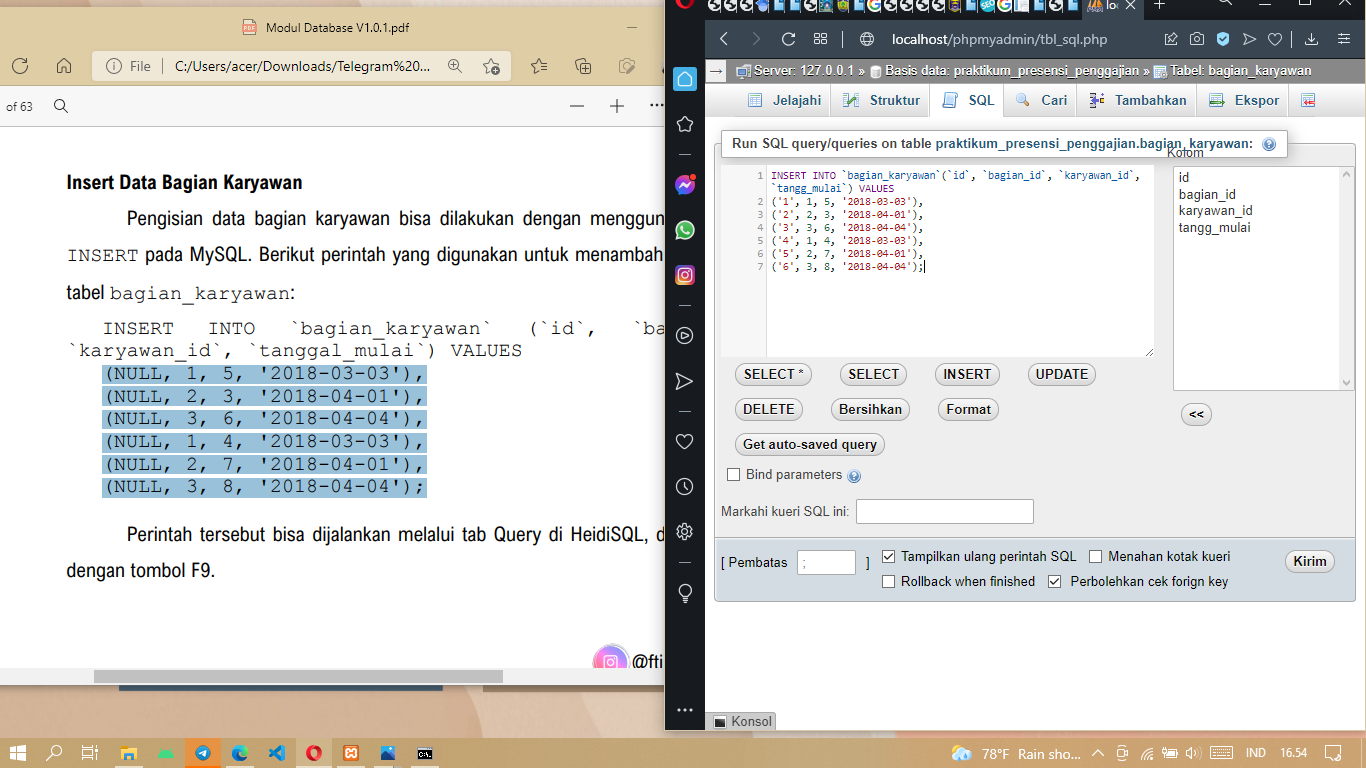 Modul Database V1.0.1.pdf
File
C:/Users/acer/Downloads/Telegram%20...
of 63
Insert Data Bagian Karyawan
Pengisian data bagian karyawan bisa dilakukan dengan menggun
INSERT pada MySQL. Berikut perintah yang digunakan untuk menambah
tabel bagian_karyawan:
INSERT INTO `bagian_karyawan` (`id`, `ba
`karyawan_id`, `tanggal_mulai`) VALUES
(NULL, 1, 5, '2018-03-03'),
(NULL, 2, 3, '2018-04-01'),
(NULL, 3, 6, '2018-04-04'),
(NULL, 1, 4, '2018-03-03'),
(NULL, 2, 7, '2018-04-01'),
(NULL, 3, 8, '2018-04-04');
Perintah tersebut bisa dijalankan melalui tab Query di HeidiSQL, d
dengan tombol F9.
@fti
loc
localhost/phpmyadmin/tbl_sql.php
Server: 127.0.0.1 » Basis data: praktikum_presensi_penggajian » Tabel: bagian_karyawan
Jelajahi Struktur SQL Cari Tambahkan Ekspor
Run SQL query/queries on table praktikum_presensi_penggajian.bagian_karyawan:
Kolom
1 INSERT INTO `bagian_karyawan`(`id`, `bagian_id`, `karyawan_id`,
`tangg_mulai`) VALUES
2 ('1', 1, 5, '2018-03-03'),
3 ('2', 2, 3, '2018-04-01'),
4 ('3', 3, 6, '2018-04-04'),
5 ('4', 1, 4, '2018-03-03'),
6 ('5', 2, 7, '2018-04-01'),
7 ('6', 3, 8, '2018-04-04');
id
bagian_id
karyawan_id
tangg_mulai
SELECT * SELECT INSERT UPDATE
DELETE Bersihkan Format
<<
Get auto-saved query
Bind parameters
Markahi kueri SQL ini:
[ Pembatas ; ]
Tampilkan ulang perintah SQL Menahan kotak kueri
Rollback when finished Perbolehkan cek forign key
Kirim
Konsol
78°F Rain sho... IND 16.54